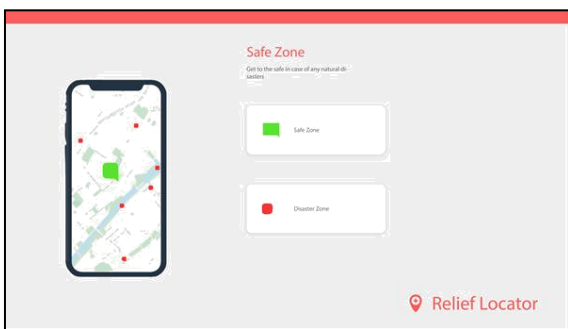 Safe Zone
Get to the safe in case of any natural di-
sasters
Safe Zone
Disaster Zone
Relief Locator